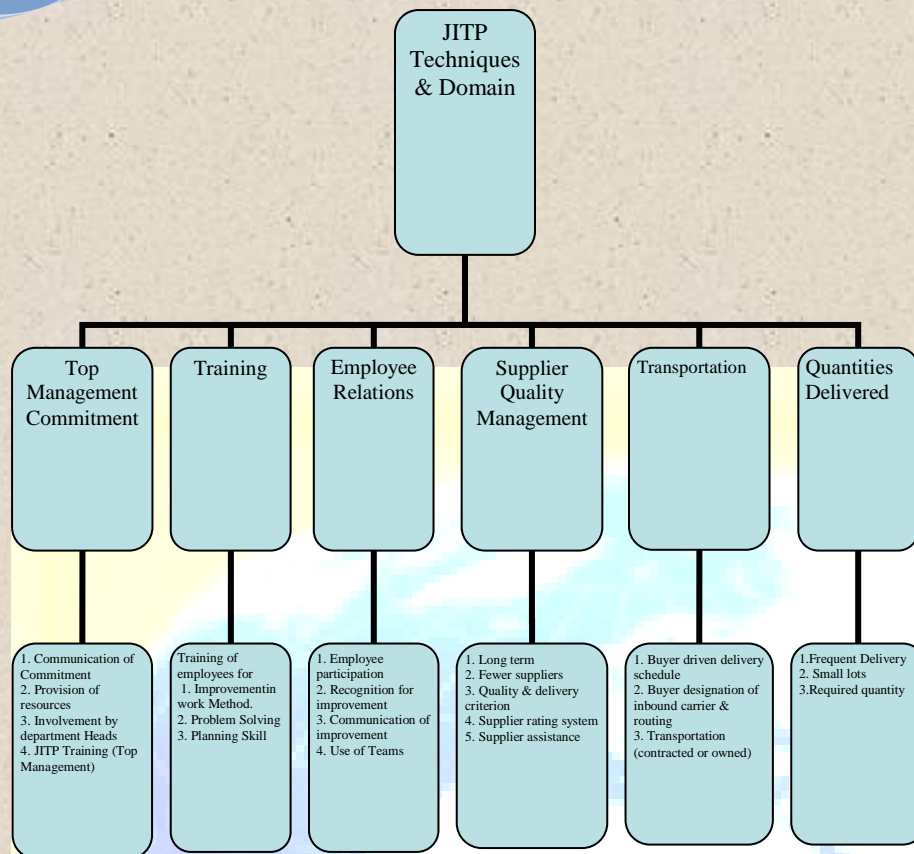 JITP
Techniques
& Domain
Top
Management
Commitment
Training
Employee
Relations
Supplier
Quality
Management
Transportation
Quantities
Delivered
1. Communication of
Commitment
2. Provision of
resources
3. Involvement by
department Heads
4. JITP Training (Top
Management)
Training of
employees for
1. Improvementin
work Method.
2. Problem Solving
3. Planning Skill
1. Employee
participation
2. Recognition for
improvement
3. Communication of
improvement
4. Use of Teams
1. Long term
2. Fewer suppliers
3. Quality & delivery
criterion
4. Supplier rating system
5. Supplier assistance
1. Buyer driven delivery
schedule
2. Buyer designation of
inbound carrier &
routing
3. Transportation
(contracted or owned)
1.Frequent Delivery
2. Small lots
3.Required quantity